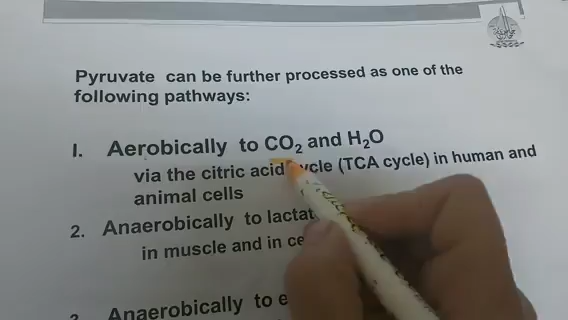 Pyruvate can be further processed as one of the
following pathways:
I. Aerobically to CO₂ and H₂O
via the citric acid cycle (TCA cycle) in human and
animal cells
2. Anaerobically to
in muscle and in
Anaerobically to